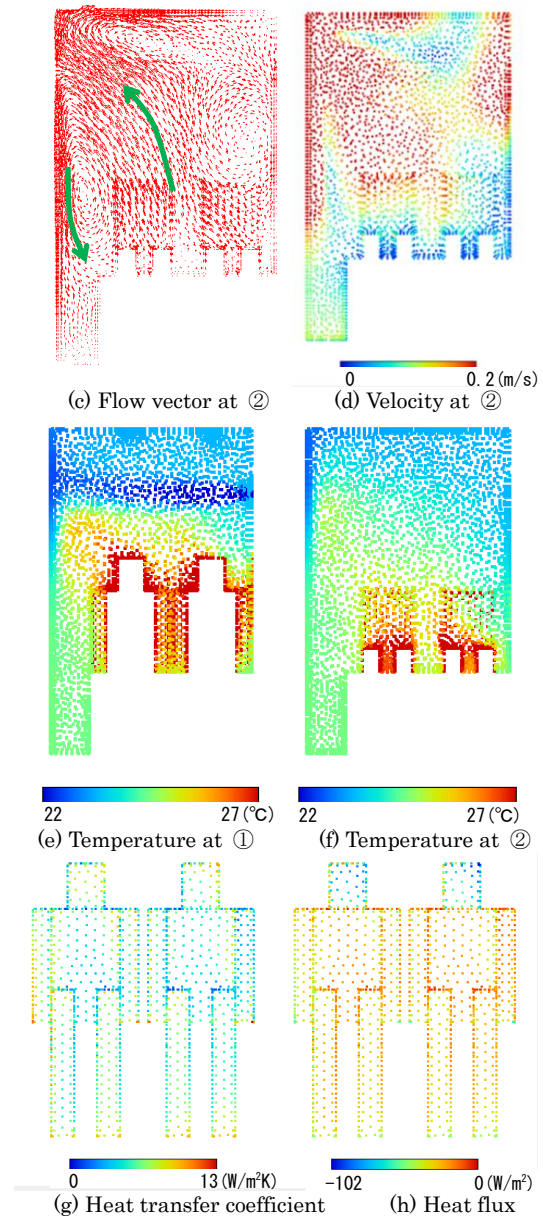 0 0.2(m/s)
(c) Flow vector at ② (d) Velocity at ②
22 27(℃) 22 27(℃)
(e) Temperature at ① (f) Temperature at ②
0 13(W/m²K) −102 0(W/m²)
(g) Heat transfer coefficient (h) Heat flux